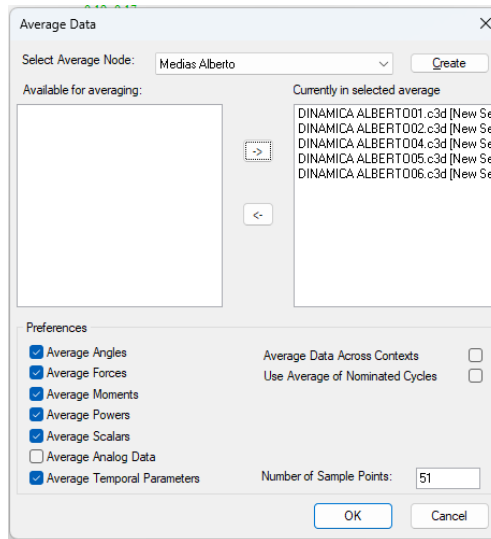 Average Data
Select Average Node:
Medias Alberto
Create
Available for averaging:
Currently in selected average
DINAMICA ALBERTO01.c3d [New Se
DINAMICA ALBERTO02.c3d [New Se
DINAMICA ALBERTO04.c3d [New Se
DINAMICA ALBERTO05.c3d [New Se
DINAMICA ALBERTO06.c3d [New Se
->
<-
Preferences
Average Angles
Average Forces
Average Moments
Average Powers
Average Scalars
Average Analog Data
Average Temporal Parameters
Average Data Across Contexts
Use Average of Nominated Cycles
Number of Sample Points: 51
OK
Cancel